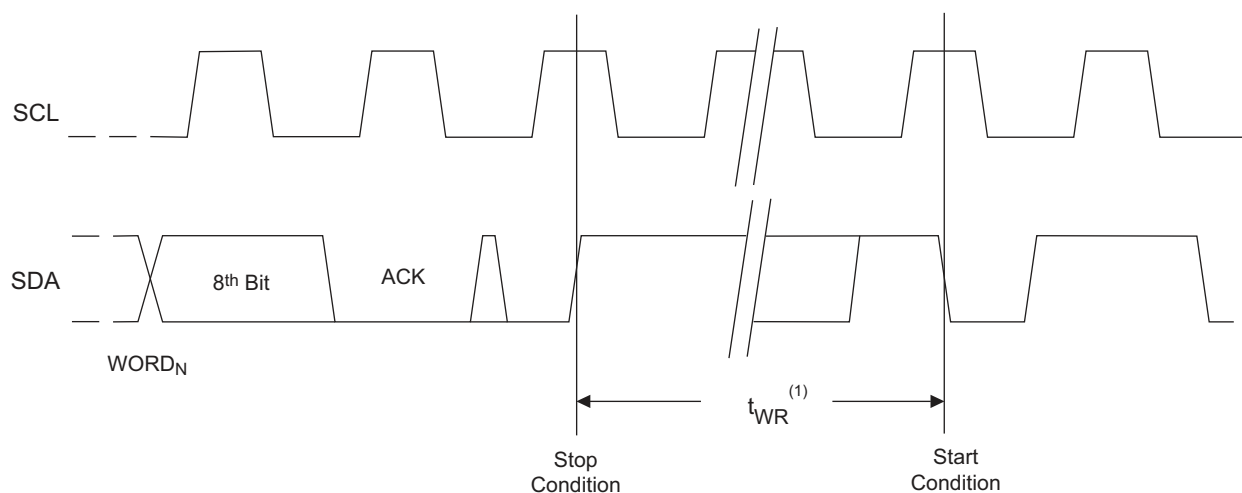 SCL
SDA
8th Bit
ACK
WORDN
tWR(1)
Stop
Condition
Start
Condition